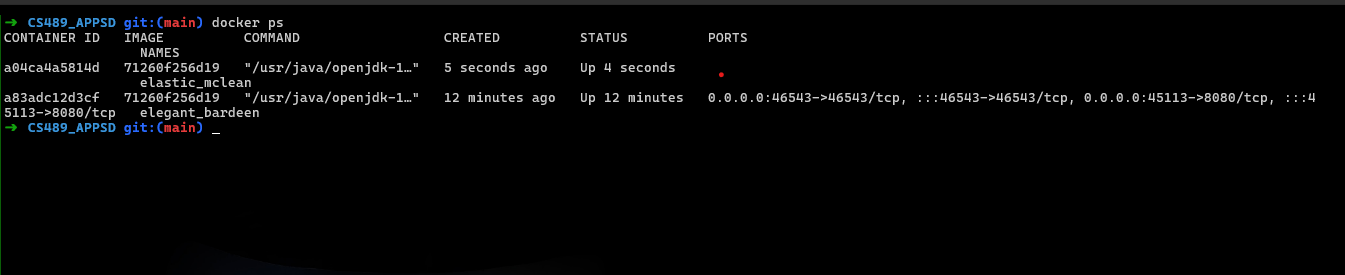 ➜ CS489_APPSD git:(main) docker ps
CONTAINER ID   IMAGE          COMMAND                  CREATED          STATUS          PORTS
                 NAMES
a04ca4a5814d   71260f256d19   "/usr/java/openjdk-1…"   5 seconds ago    Up 4 seconds
                 elastic_mclean
a83adc12d3cf   71260f256d19   "/usr/java/openjdk-1…"   12 minutes ago   Up 12 minutes   0.0.0.0:46543->46543/tcp, :::46543->46543/tcp, 0.0.0.0:45113->8080/tcp, :::4
5113->8080/tcp   elegant_bardeen
➜ CS489_APPSD git:(main) _